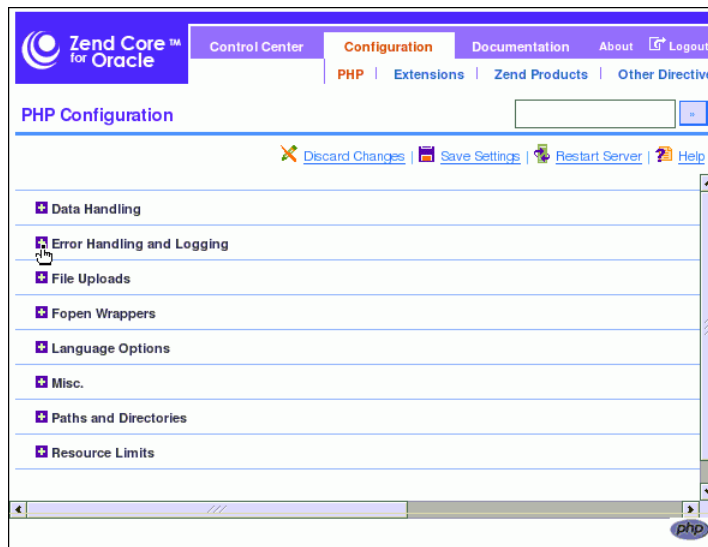 Zend Core ™
for Oracle
Control Center
Configuration
Documentation
About
Logout
PHP | Extensions | Zend Products | Other Directive
PHP Configuration
»
Discard Changes | Save Settings | Restart Server | Help
Data Handling
Error Handling and Logging
File Uploads
Fopen Wrappers
Language Options
Misc.
Paths and Directories
Resource Limits
php